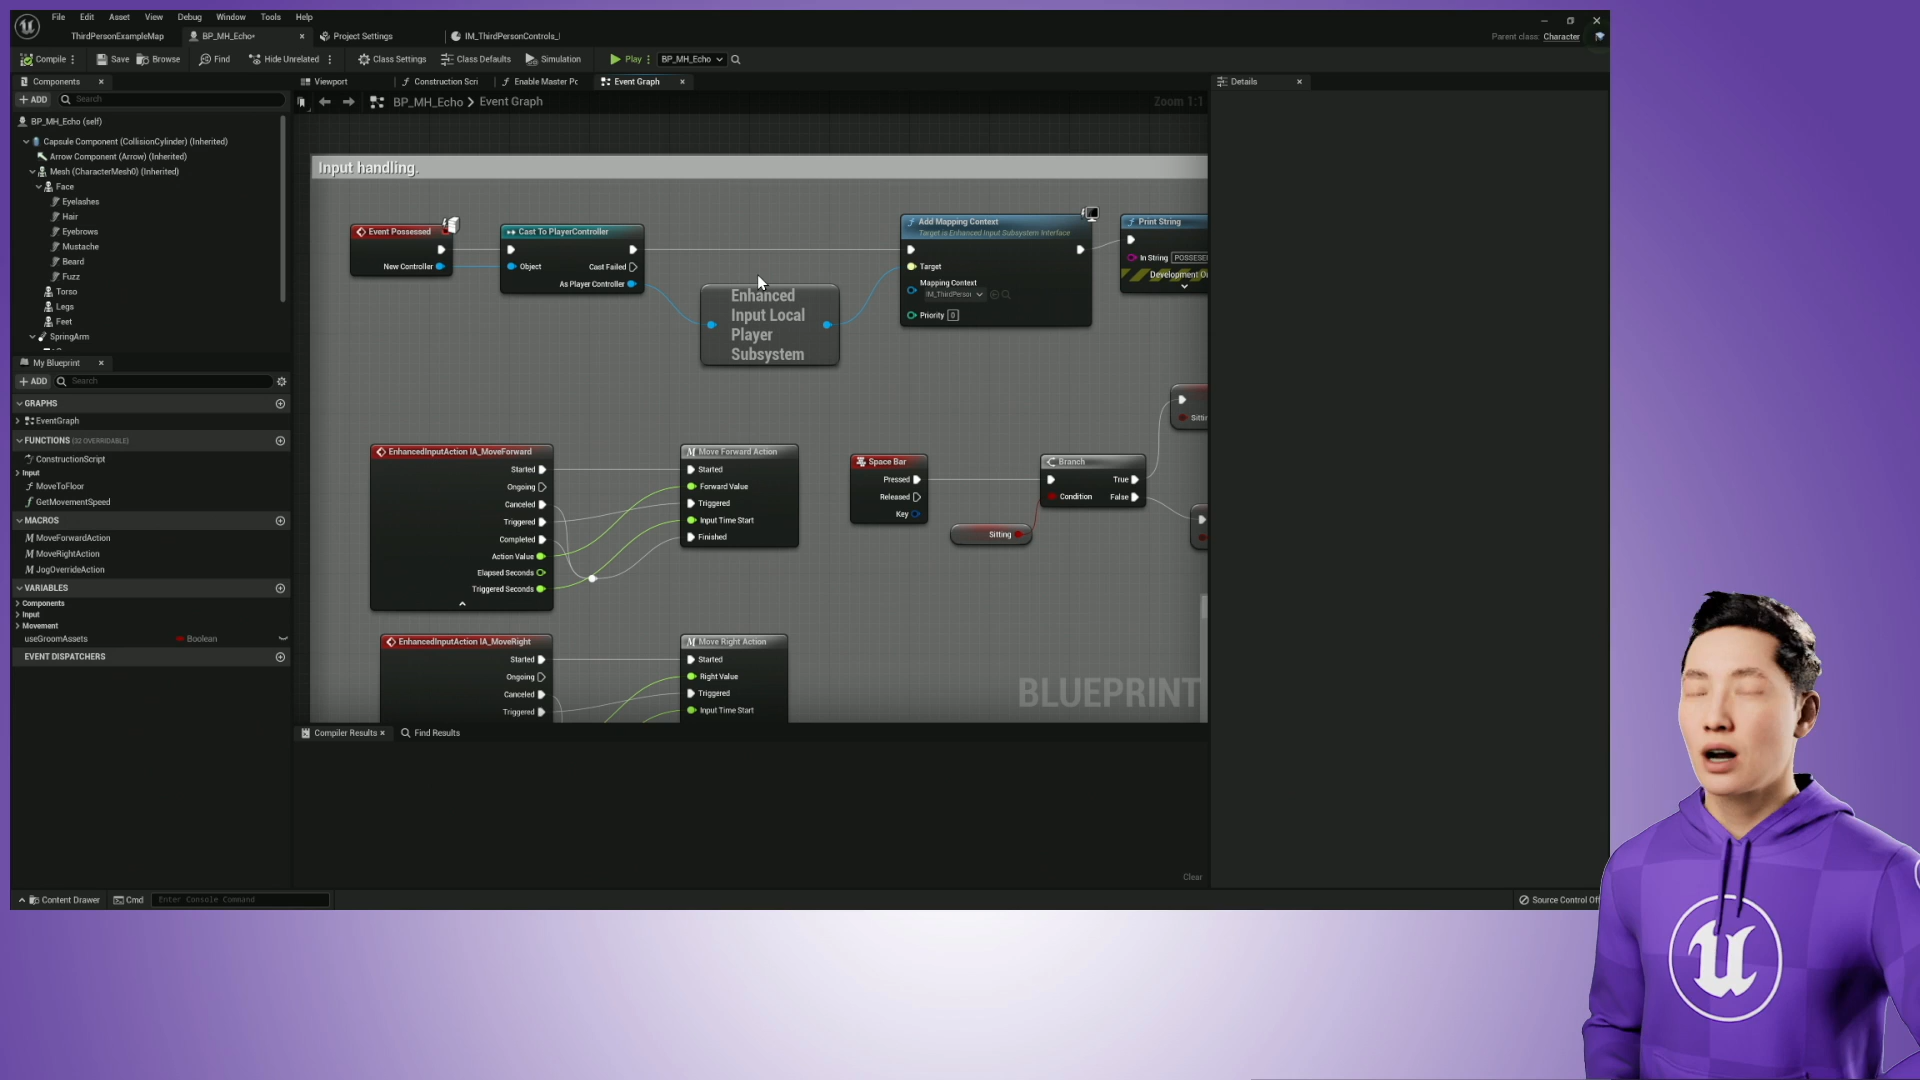 File Edit Asset View Window Debug Tools Help
ThirdPersonExampleMap
BP_MH_Echo•
Project Settings
IM_ThirdPersonControls_
Parent class: Character
Compile
Save
Browse
Find
Hide Unrelated
Class Settings
Class Defaults
Simulation
Play
BP_MH_Echo
Components
ADD
Search
BP_MH_Echo (self)
Capsule Component (CollisionCylinder) (Inherited)
Arrow Component (Arrow) (Inherited)
Mesh (CharacterMesh0) (Inherited)
Face
Eyelashes
Hair
Eyebrows
Mustache
Beard
Fuzz
Torso
Legs
Feet
SpringArm
My Blueprint
ADD
Search
GRAPHS
EventGraph
FUNCTIONS (32 OVERRIDABLE)
ConstructionScript
Input
MoveToFloor
GetMovementSpeed
MACROS
MoveForwardAction
MoveRightAction
JogOverrideAction
VARIABLES
Components
Input
Movement
useGroomAssets
Boolean
EVENT DISPATCHERS
Viewport
Construction Scri
Enable Master Pc
Event Graph
BP_MH_Echo > Event Graph
Zoom 1:1
Input handling.
Event Possessed
New Controller
Cast To PlayerController
Object
Cast Failed
As Player Controller
Enhanced
Input Local
Player
Subsystem
Add Mapping Context
Target is Enhanced Input Subsystem Interface
Target
Mapping Context
IM_ThirdPerson
Priority
0
Print String
In String
Development
EnhancedInputAction IA_MoveForward
Started
Ongoing
Canceled
Triggered
Completed
Action Value
Elapsed Seconds
Triggered Seconds
Move Forward Action
Started
Forward Value
Triggered
Input Time Start
Finished
Space Bar
Pressed
Released
Key
Sitting
Branch
Condition
True
False
EnhancedInputAction IA_MoveRight
Started
Ongoing
Canceled
Triggered
Move Right Action
Started
Right Value
Triggered
Input Time Start
BLUEPRINT
Compiler Results
Find Results
Clear
Details
Content Drawer
Cmd
Enter Console Command
Source Control